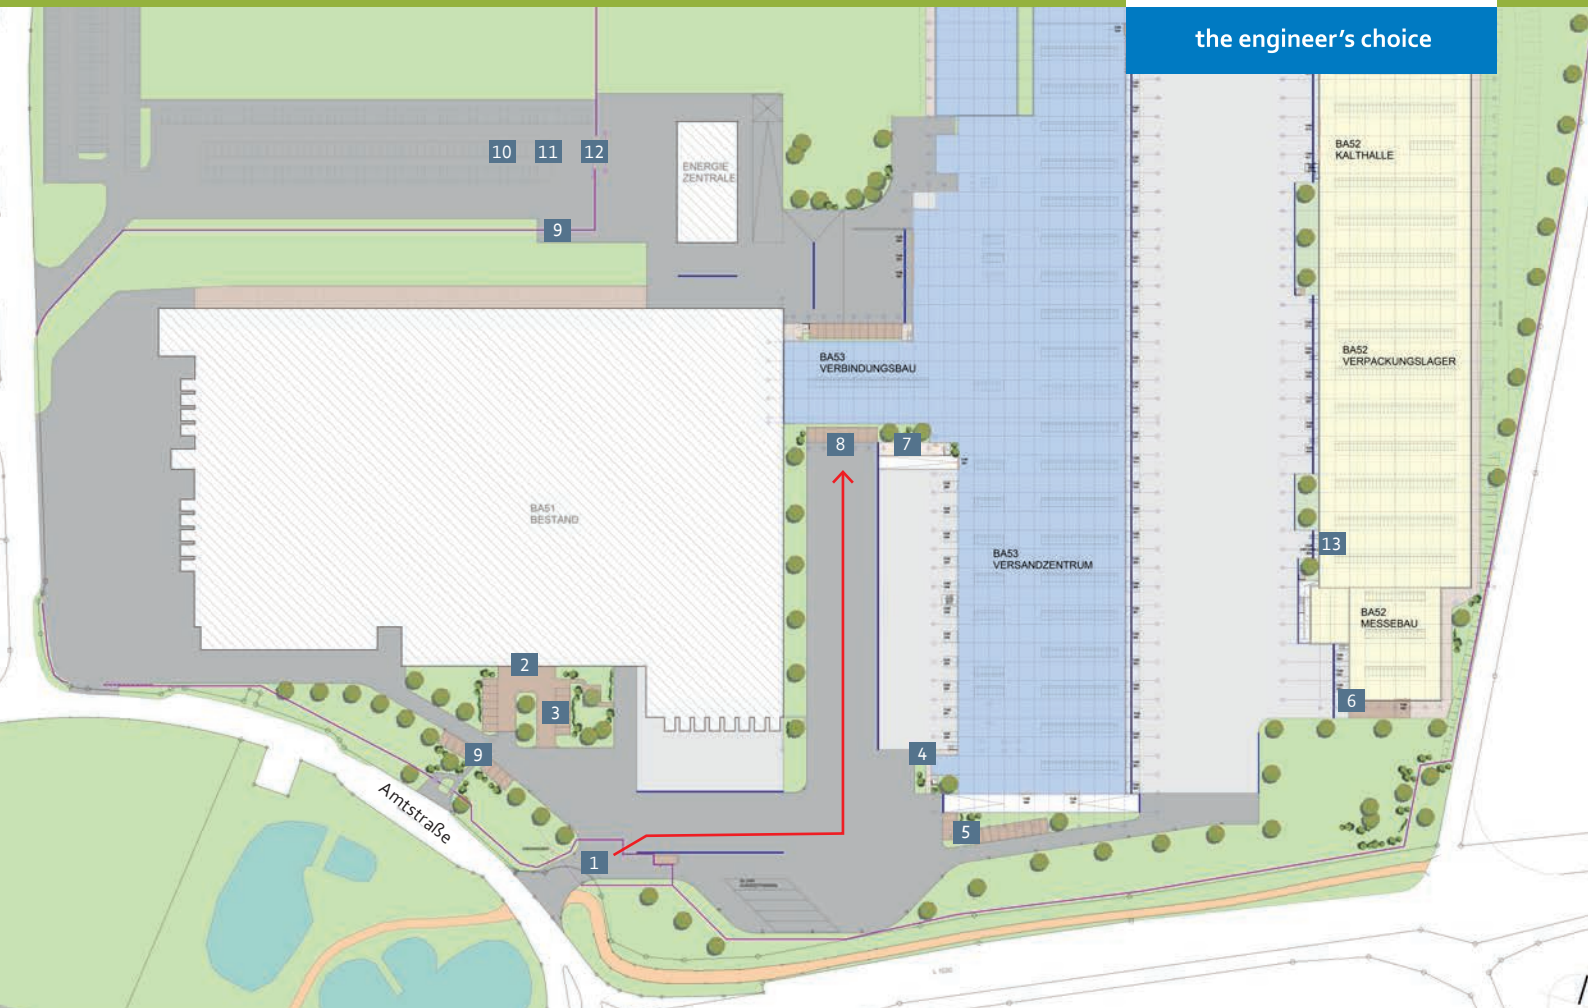 the engineer's choice
BA52
KALTHALLE
10 11 12
ENERGIE
ZENTRALE
9
BA53
VERBINDUNGSBAU
BA52
VERPACKUNGSLAGER
8 7
BA51
BESTAND
BA53
VERSANDZENTRUM
13
BA52
MESSEBAU
2
3
6
9
4
Amtstraße
5
1